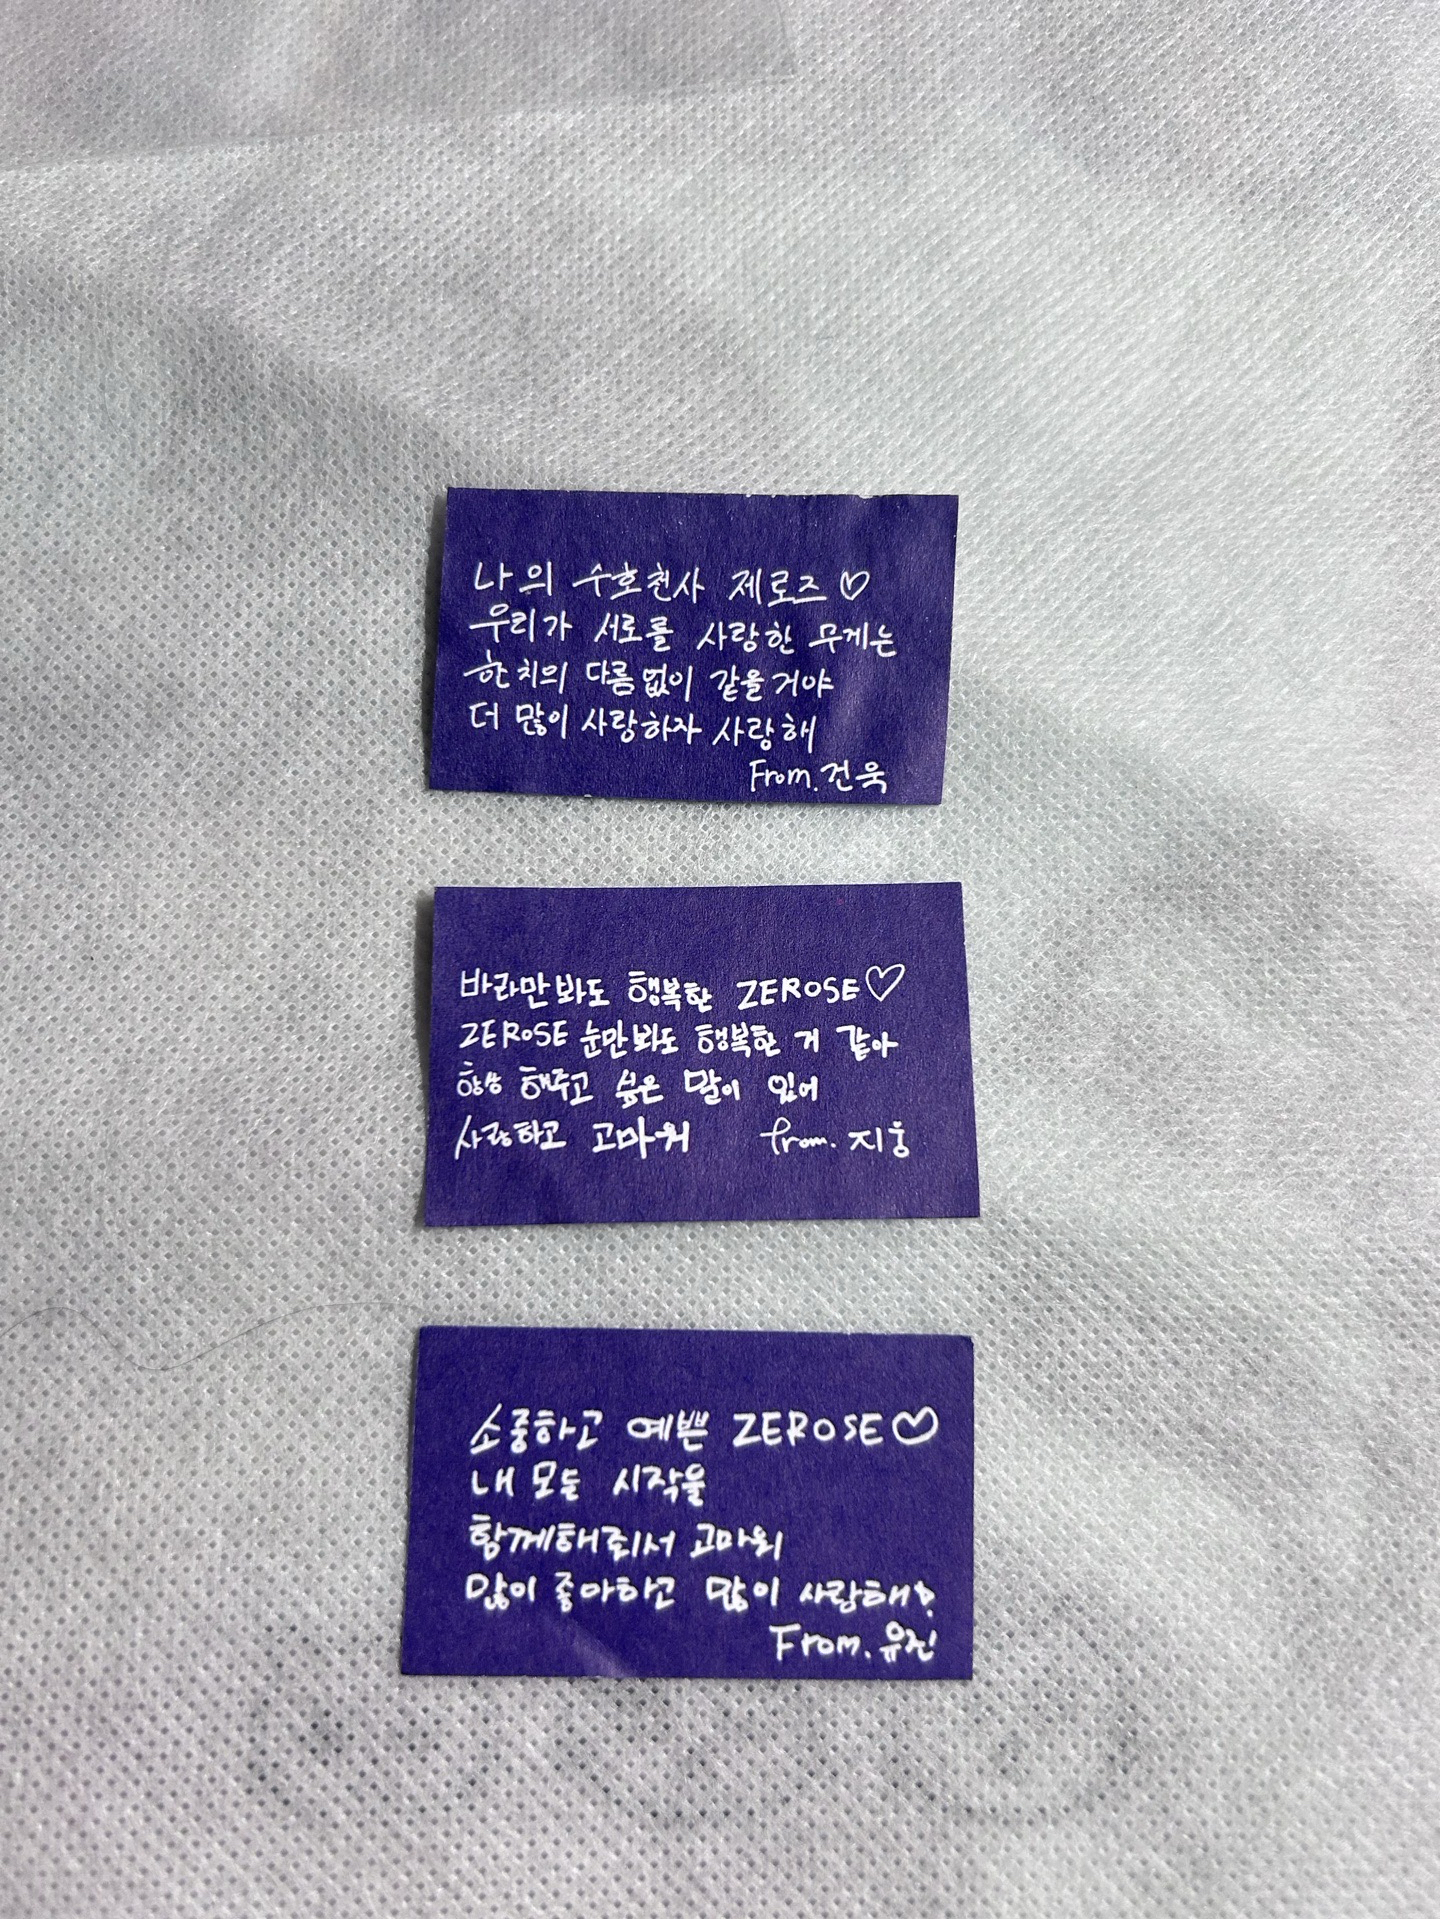 나의 수호천사 제로즈♡
우리가 서로를 사랑한 무게는
한 치의 다름없이 같을거야
더 많이 사랑하자 사랑해
From. 건욱
바라만봐도 행복한 ZEROSE♡
ZEROSE 눈만봐도 행복한 거 같아
항상 해주고 싶은 말이 있어
사랑하고 고마워 from. 지웅
소중하고 예쁜 ZEROSE♡
내 모든 시작을
함께해줘서 고마워
많이 좋아하고 많이 사랑해?
From. 유진